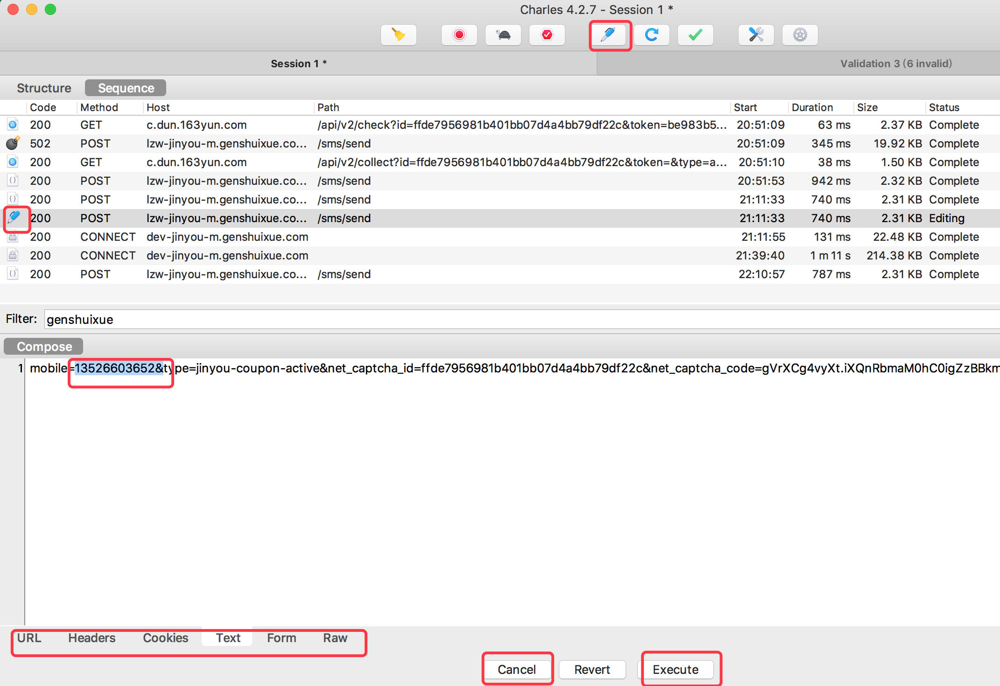 Charles 4.2.7 - Session 1 *
Session 1 *
Validation 3 (6 invalid)
Structure Sequence
Code Method Host Path Start Duration Size Status
200 GET c.dun.163yun.com /api/v2/check?id=ffde7956981b401bb07d4a4bb79df22c&token=be983b5... 20:51:09 63 ms 2.37 KB Complete
502 POST lzw-jinyou-m.genshuixue.co... /sms/send 20:51:09 345 ms 19.92 KB Complete
200 GET c.dun.163yun.com /api/v2/collect?id=ffde7956981b401bb07d4a4bb79df22c&token=&type=a... 20:51:10 38 ms 1.50 KB Complete
200 POST lzw-jinyou-m.genshuixue.co... /sms/send 20:51:53 942 ms 2.32 KB Complete
200 POST lzw-jinyou-m.genshuixue.co... /sms/send 21:11:33 740 ms 2.31 KB Complete
200 POST lzw-jinyou-m.genshuixue.co... /sms/send 21:11:33 740 ms 2.31 KB Editing
200 CONNECT dev-jinyou-m.genshuixue.com 21:11:55 131 ms 22.48 KB Complete
200 CONNECT dev-jinyou-m.genshuixue.com 21:39:40 1 m 11 s 214.38 KB Complete
200 POST lzw-jinyou-m.genshuixue.co... /sms/send 22:10:57 787 ms 2.31 KB Complete
Filter: genshuixue
Compose
1 mobile=13526603652&type=jinyou-coupon-active&net_captcha_id=ffde7956981b401bb07d4a4bb79df22c&net_captcha_code=gVrXCg4vyXt.iXQnRbmaM0hC0igZzBBkm
URL Headers Cookies Text Form Raw
Cancel Revert Execute